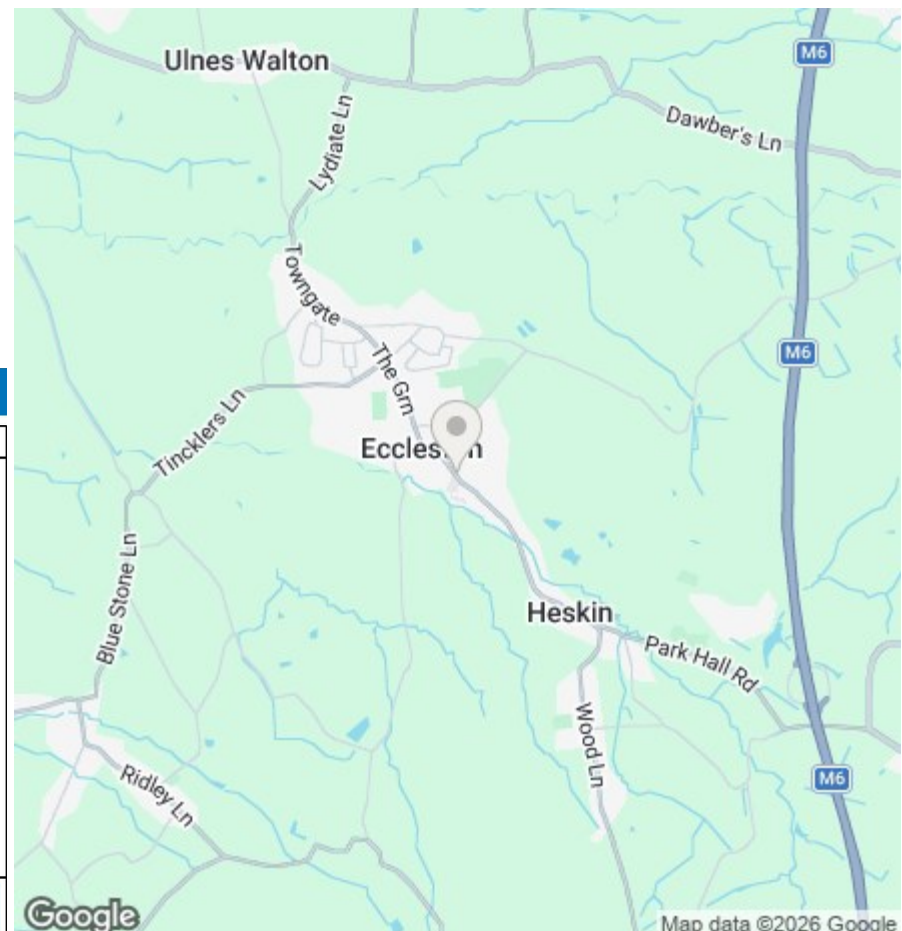 Ulnes Walton
M6
Dawber's Ln
Lydiate Ln
Towngate
The Grn
M6
Tincklers Ln
Blue Stone Ln
Heskin
Park Hall Rd
Wood Ln
Ridley Ln
M6
Google
Map data ©2026 Google